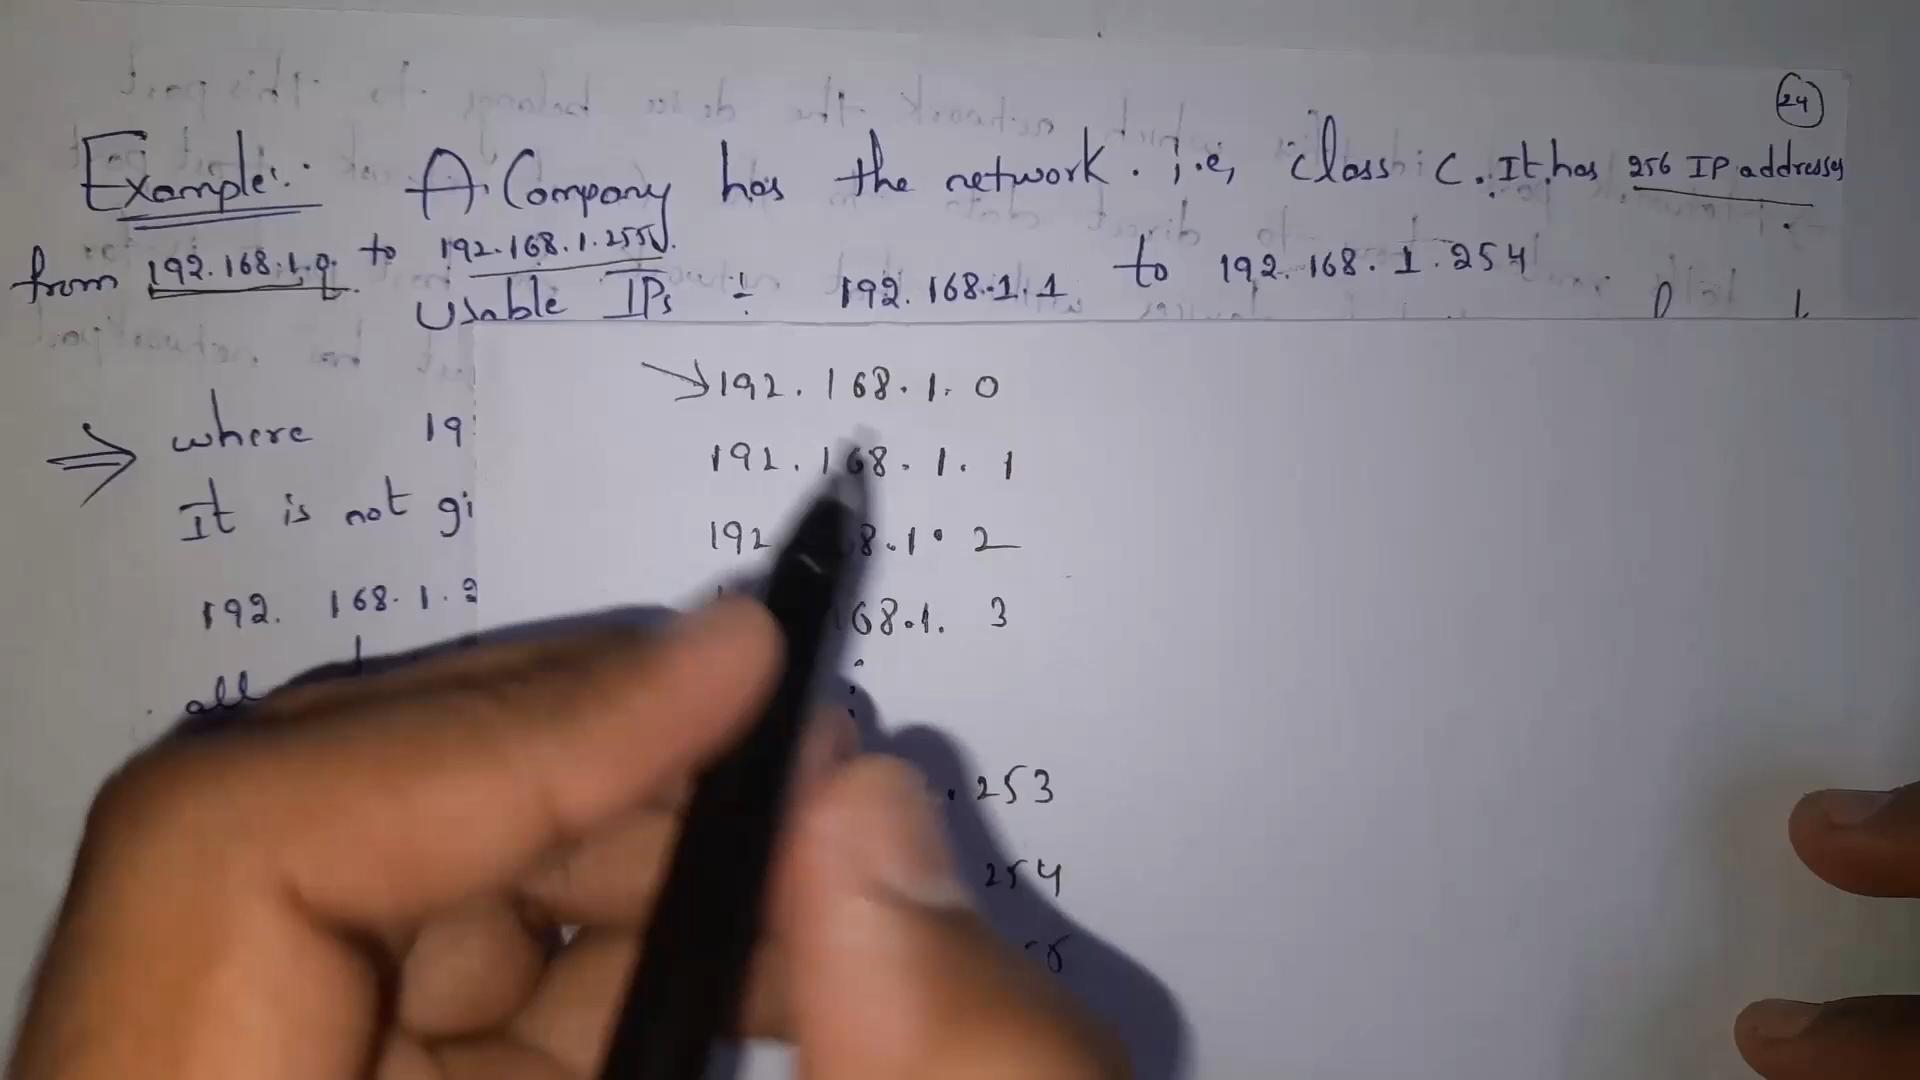 24
Example:. A Company has the network. i.e, class C. It has 256 IP addresses
from 192.168.1.0. to 192.168.1.255.
Usable IPs ÷ 192.168.1.1 to 192.168.1.254
192.168.1.0
where 19
192.168.1.1
It is not gi
192 8.1.2
192. 168.1.
168.1. 3
all
.253
254